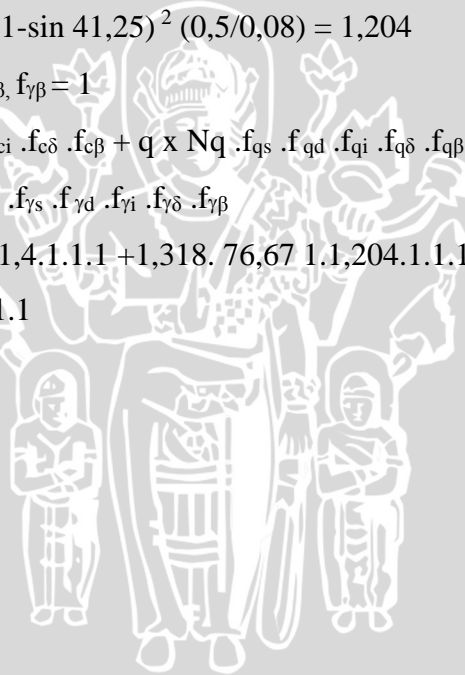 1-sin 41,25) ² (0,5/0,08) = 1,204
β, fγβ = 1
ci .fcδ .fcβ + q x Nq .fqs .f qd .fqi .fqδ .fqβ
.fγs .f γd .fγi .fγδ .fγβ
1,4.1.1.1 +1,318. 76,67 1.1,204.1.1.1
1.1